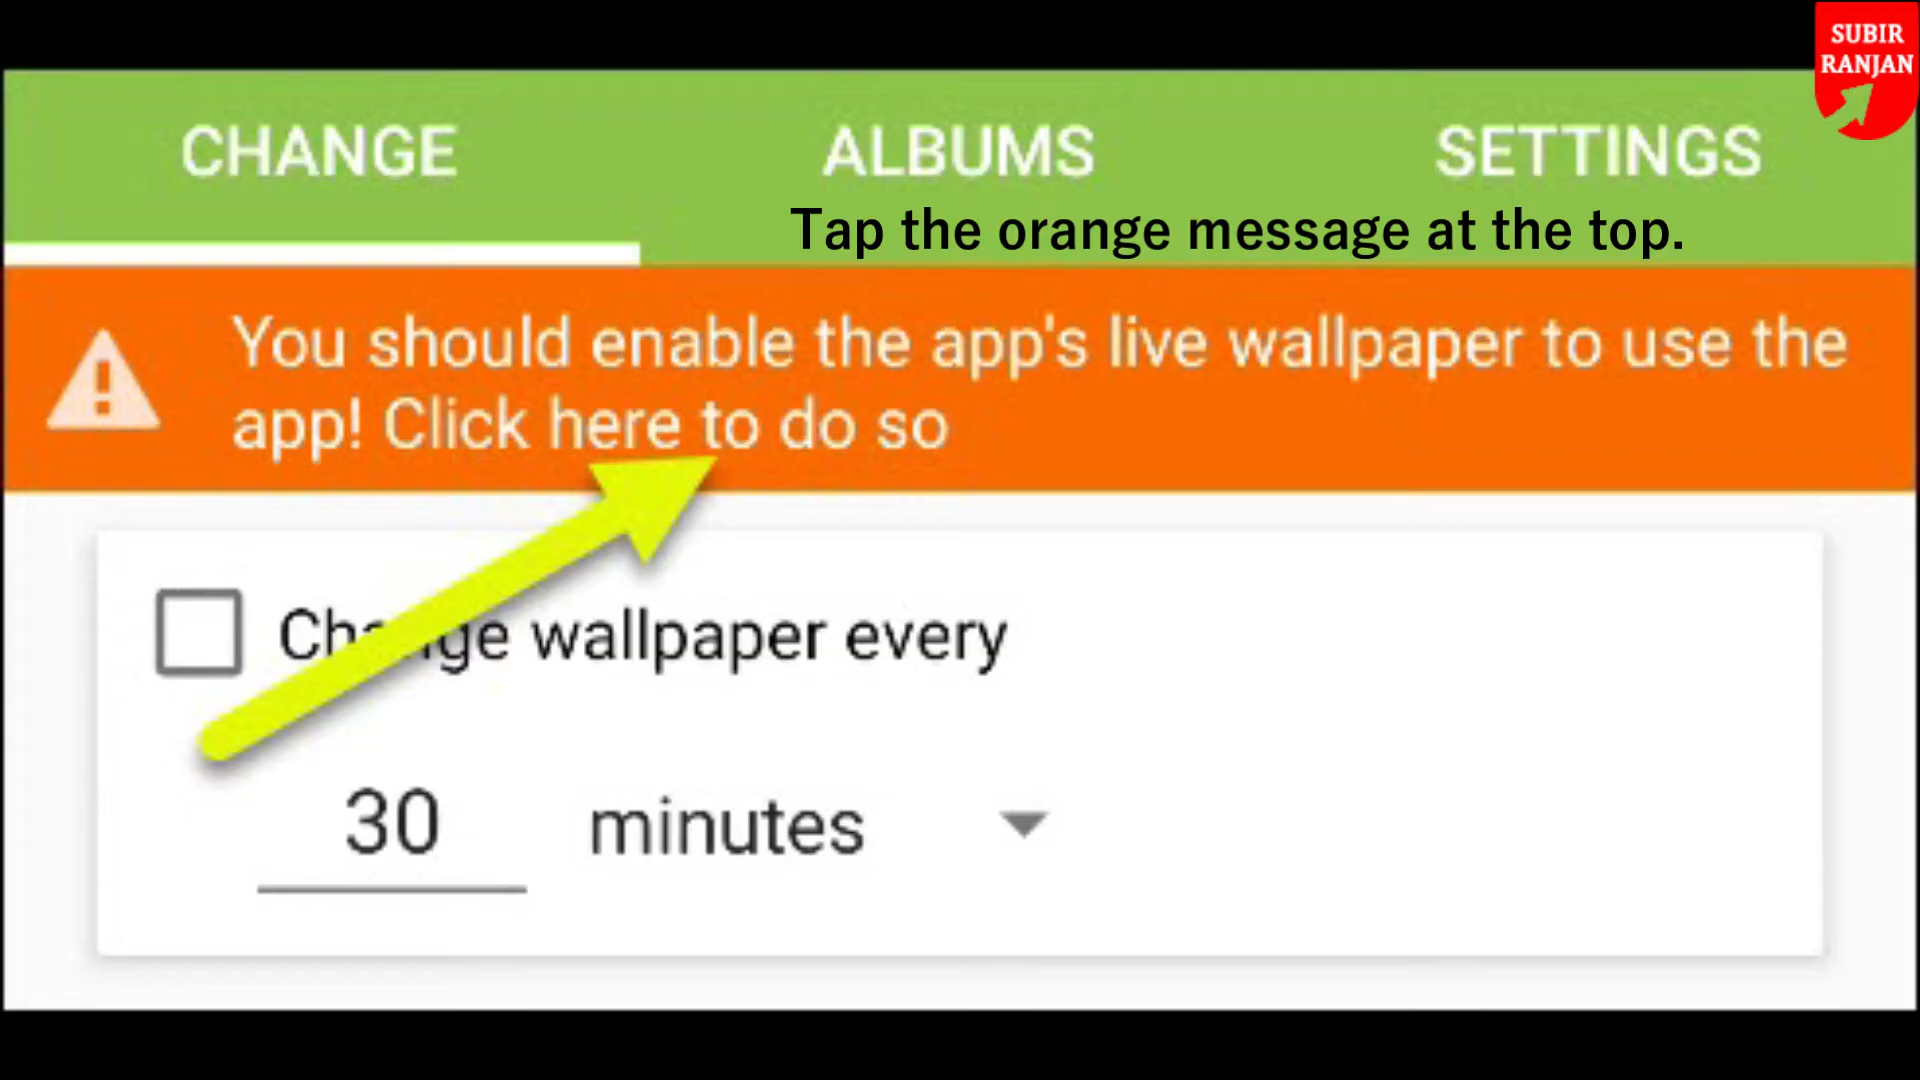 SUBIR
RANJAN
CHANGE
ALBUMS
SETTINGS
Tap the orange message at the top.
You should enable the app's live wallpaper to use the
app! Click here to do so
Change wallpaper every
30 minutes